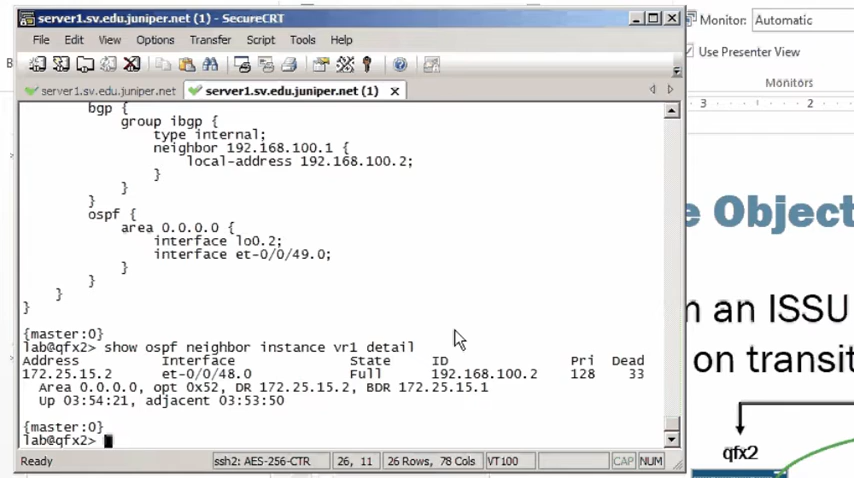 server1.sv.edu.juniper.net (1) - SecureCRT
File Edit View Options Transfer Script Tools Help
server1.sv.edu.juniper.net server1.sv.edu.juniper.net (1)
bgp {
group ibgp {
type internal;
neighbor 192.168.100.1 {
local-address 192.168.100.2;
}
}
}
ospf {
area 0.0.0.0 {
interface lo0.2;
interface et-0/0/49.0;
}
}
}
}
{master:0}
lab@qfx2> show ospf neighbor instance vr1 detail
Address Interface State ID Pri Dead
172.25.15.2 et-0/0/48.0 Full 192.168.100.2 128 33
Area 0.0.0.0, opt 0x52, DR 172.25.15.2, BDR 172.25.15.1
Up 03:54:21, adjacent 03:53:50
{master:0}
lab@qfx2>
Ready ssh2: AES-256-CTR 26, 11 26 Rows, 78 Cols VT100 CAP NUM
Monitor: Automatic
Use Presenter View
Monitors
3 2
e Object
an ISSU
on transit
qfx2